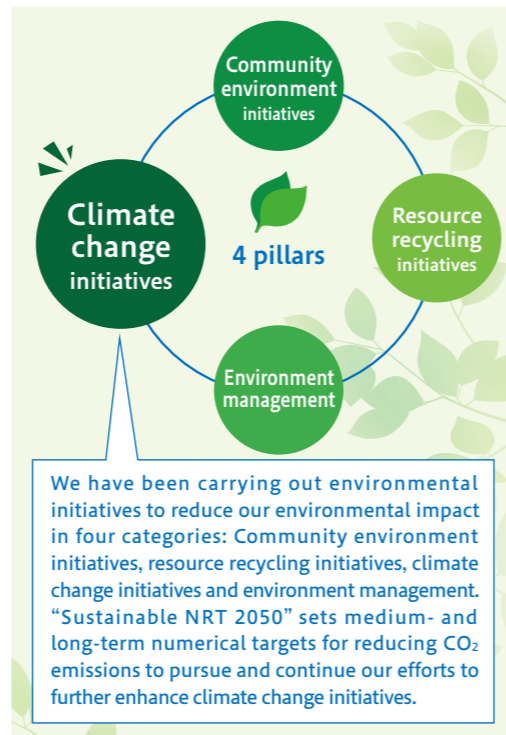 Community
environment
initiatives
Climate
change
initiatives
4 pillars
Resource
recycling
initiatives
Environment
management
We have been carrying out environmental
initiatives to reduce our environmental impact
in four categories: Community environment
initiatives, resource recycling initiatives, climate
change initiatives and environment management.
“Sustainable NRT 2050” sets medium- and
long-term numerical targets for reducing CO₂
emissions to pursue and continue our efforts to
further enhance climate change initiatives.